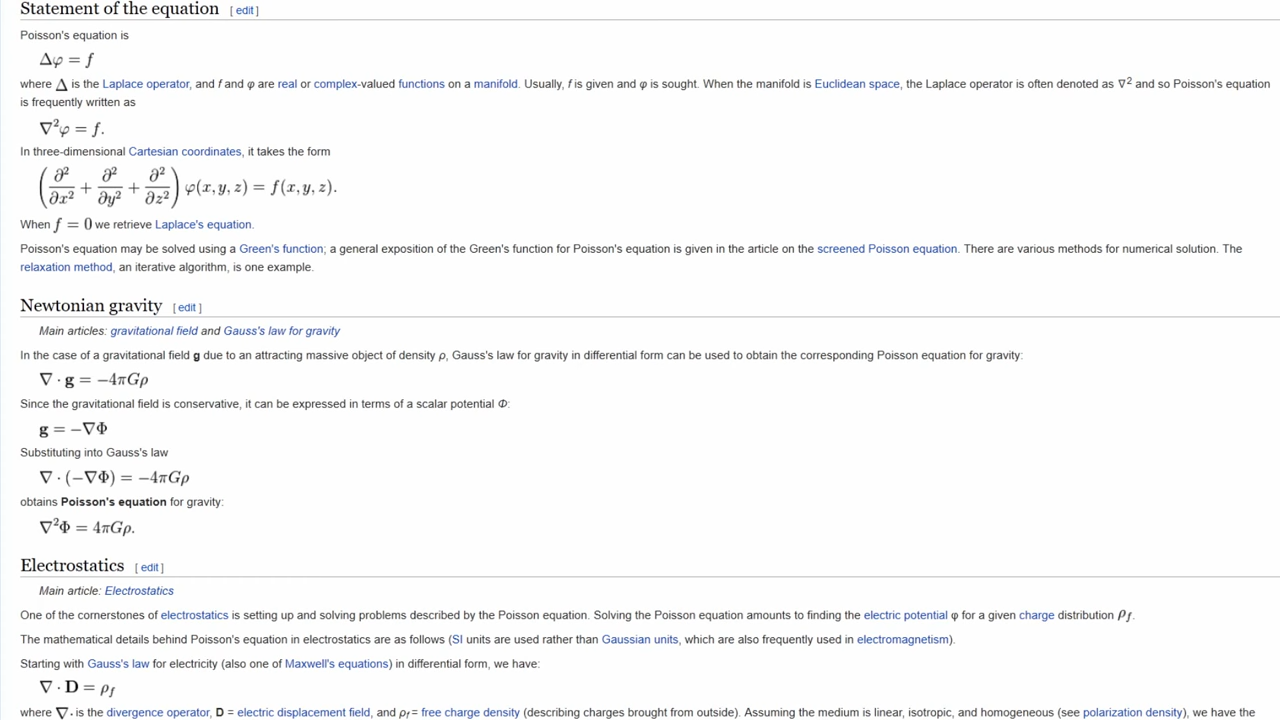 Statement of the equation [ edit ]
Poisson's equation is
Δφ = f
where Δ is the Laplace operator, and f and φ are real or complex-valued functions on a manifold. Usually, f is given and φ is sought. When the manifold is Euclidean space, the Laplace operator is often denoted as ∇² and so Poisson's equation
is frequently written as
∇²φ = f.
In three-dimensional Cartesian coordinates, it takes the form
(∂²/∂x² + ∂²/∂y² + ∂²/∂z²) φ(x, y, z) = f(x, y, z).
When f = 0 we retrieve Laplace's equation.
Poisson's equation may be solved using a Green's function; a general exposition of the Green's function for Poisson's equation is given in the article on the screened Poisson equation. There are various methods for numerical solution. The
relaxation method, an iterative algorithm, is one example.
Newtonian gravity [ edit ]
Main articles: gravitational field and Gauss's law for gravity
In the case of a gravitational field g due to an attracting massive object of density ρ, Gauss's law for gravity in differential form can be used to obtain the corresponding Poisson equation for gravity:
∇ · g = −4πGρ
Since the gravitational field is conservative, it can be expressed in terms of a scalar potential Φ:
g = −∇Φ
Substituting into Gauss's law
∇ · (−∇Φ) = −4πGρ
obtains Poisson's equation for gravity:
∇²Φ = 4πGρ.
Electrostatics [ edit ]
Main article: Electrostatics
One of the cornerstones of electrostatics is setting up and solving problems described by the Poisson equation. Solving the Poisson equation amounts to finding the electric potential φ for a given charge distribution ρf.
The mathematical details behind Poisson's equation in electrostatics are as follows (SI units are used rather than Gaussian units, which are also frequently used in electromagnetism).
Starting with Gauss's law for electricity (also one of Maxwell's equations) in differential form, we have:
∇ · D = ρf
where ∇· is the divergence operator, D = electric displacement field, and ρf = free charge density (describing charges brought from outside). Assuming the medium is linear, isotropic, and homogeneous (see polarization density), we have the